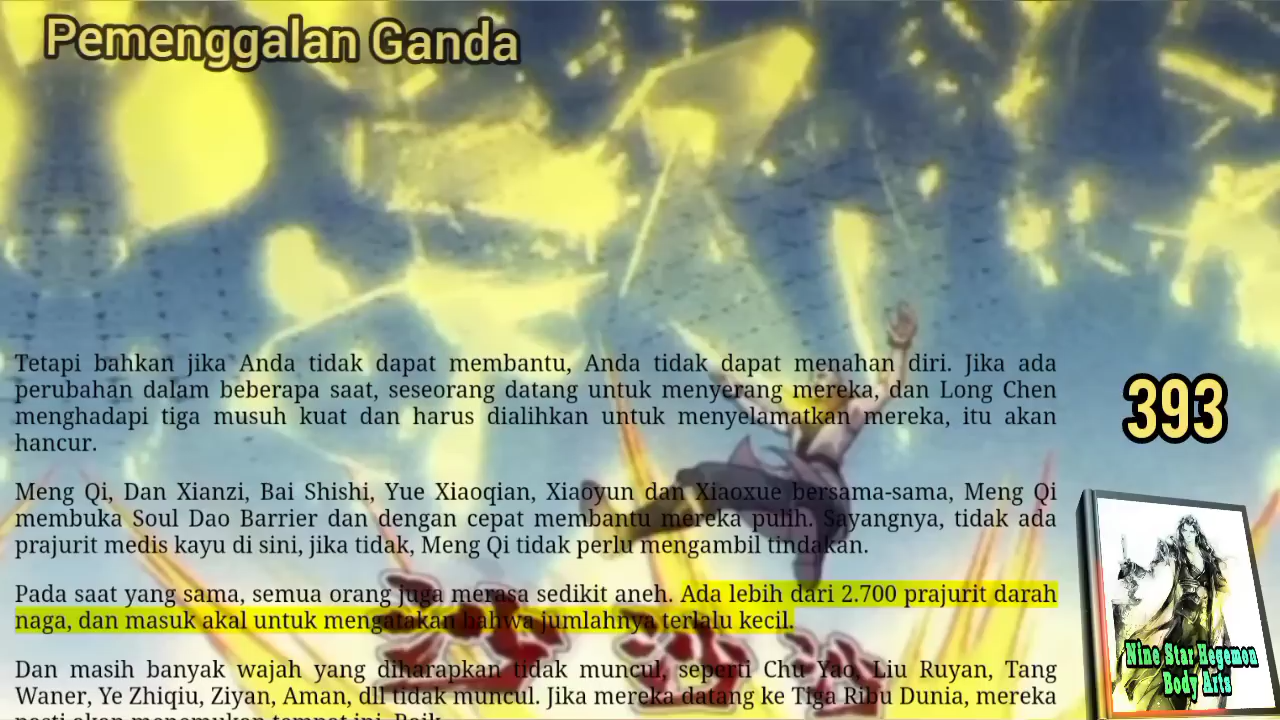 Pemenggalan Ganda
Tetapi bahkan jika Anda tidak dapat membantu, Anda tidak dapat menahan diri. Jika ada
perubahan dalam beberapa saat, seseorang datang untuk menyerang mereka, dan Long Chen
menghadapi tiga musuh kuat dan harus dialihkan untuk menyelamatkan mereka, itu akan
hancur.
Meng Qi, Dan Xianzi, Bai Shishi, Yue Xiaoqian, Xiaoyun dan Xiaoxue bersama-sama, Meng Qi
membuka Soul Dao Barrier dan dengan cepat membantu mereka pulih. Sayangnya, tidak ada
prajurit medis kayu di sini, jika tidak, Meng Qi tidak perlu mengambil tindakan.
Pada saat yang sama, semua orang juga merasa sedikit aneh. Ada lebih dari 2.700 prajurit darah
naga, dan masuk akal untuk mengatakan bahwa jumlahnya terlalu kecil.
Dan masih banyak wajah yang diharapkan tidak muncul, seperti Chu Yao, Liu Ruyan, Tang
Waner, Ye Zhiqiu, Ziyan, Aman, dll tidak muncul. Jika mereka datang ke Tiga Ribu Dunia, mereka
pasti akan menemukan tempat ini. Baik
393
Nine Star Hegemon
Body Arts